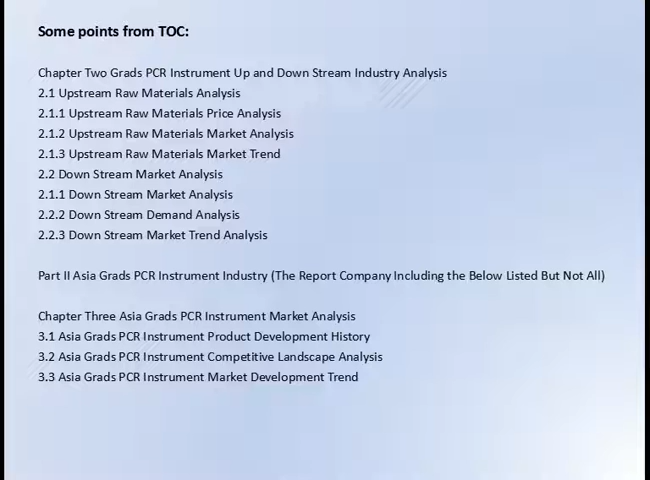 Some points from TOC:
Chapter Two Grads PCR Instrument Up and Down Stream Industry Analysis
2.1 Upstream Raw Materials Analysis
2.1.1 Upstream Raw Materials Price Analysis
2.1.2 Upstream Raw Materials Market Analysis
2.1.3 Upstream Raw Materials Market Trend
2.2 Down Stream Market Analysis
2.1.1 Down Stream Market Analysis
2.2.2 Down Stream Demand Analysis
2.2.3 Down Stream Market Trend Analysis
Part II Asia Grads PCR Instrument Industry (The Report Company Including the Below Listed But Not All)
Chapter Three Asia Grads PCR Instrument Market Analysis
3.1 Asia Grads PCR Instrument Product Development History
3.2 Asia Grads PCR Instrument Competitive Landscape Analysis
3.3 Asia Grads PCR Instrument Market Development Trend